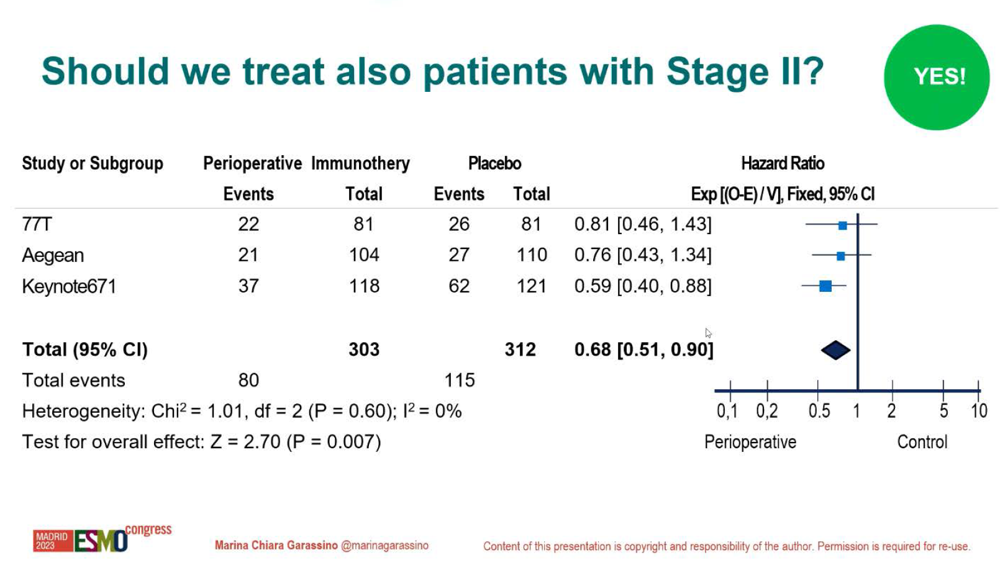 Should we treat also patients with Stage II?
YES!
Study or Subgroup Perioperative Immunothery Placebo Hazard Ratio
Events Total Events Total Exp [(O-E) / V], Fixed, 95% CI
77T 22 81 26 81 0.81 [0.46, 1.43]
Aegean 21 104 27 110 0.76 [0.43, 1.34]
Keynote671 37 118 62 121 0.59 [0.40, 0.88]
Total (95% CI) 303 312 0.68 [0.51, 0.90]
Total events 80 115
Heterogeneity: Chi² = 1.01, df = 2 (P = 0.60); I² = 0%
Test for overall effect: Z = 2.70 (P = 0.007)
0,1 0,2 0.5 1 2 5 10
Perioperative Control
MADRID
2023
ESMO congress
Marina Chiara Garassino @marinagarassino
Content of this presentation is copyright and responsibility of the author. Permission is required for re-use.